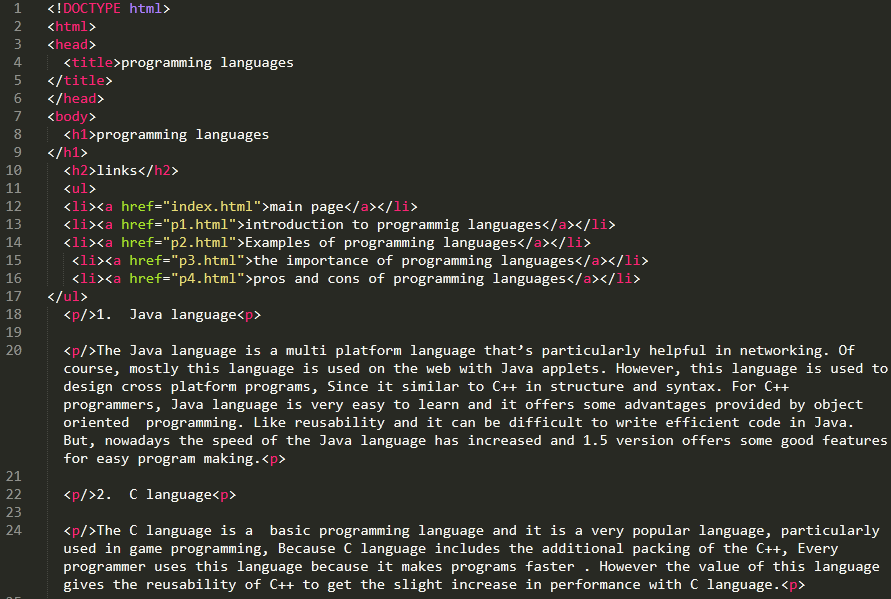 1 <!DOCTYPE html>
2 <html>
3 <head>
4 <title>programming languages
5 </title>
6 </head>
7 <body>
8 <h1>programming languages
9 </h1>
10 <h2>links</h2>
11 <ul>
12 <li><a href="index.html">main page</a></li>
13 <li><a href="p1.html">introduction to programmig languages</a></li>
14 <li><a href="p2.html">Examples of programming languages</a></li>
15 <li><a href="p3.html">the importance of programming languages</a></li>
16 <li><a href="p4.html">pros and cons of programming languages</a></li>
17 </ul>
18 <p/>1.  Java language<p>
19
20 <p/>The Java language is a multi platform language that’s particularly helpful in networking. Of
course, mostly this language is used on the web with Java applets. However, this language is used to
design cross platform programs, Since it similar to C++ in structure and syntax. For C++
programmers, Java language is very easy to learn and it offers some advantages provided by object
oriented  programming. Like reusability and it can be difficult to write efficient code in Java.
But, nowadays the speed of the Java language has increased and 1.5 version offers some good features
for easy program making.<p>
21
22 <p/>2.  C language<p>
23
24 <p/>The C language is a  basic programming language and it is a very popular language, particularly
used in game programming, Because C language includes the additional packing of the C++, Every
programmer uses this language because it makes programs faster . However the value of this language
gives the reusability of C++ to get the slight increase in performance with C language.<p>